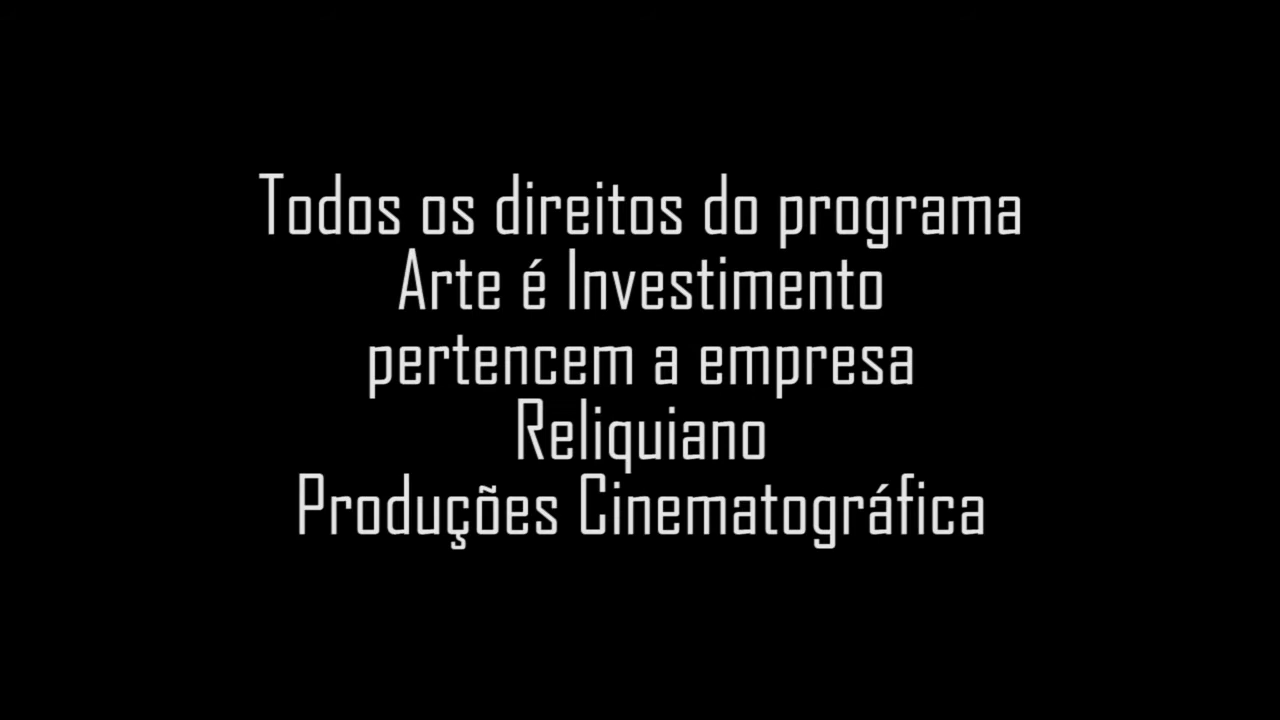 Todos os direitos do programa
Arte é Investimento
pertencem a empresa
Reliquiano
Produções Cinematográfica